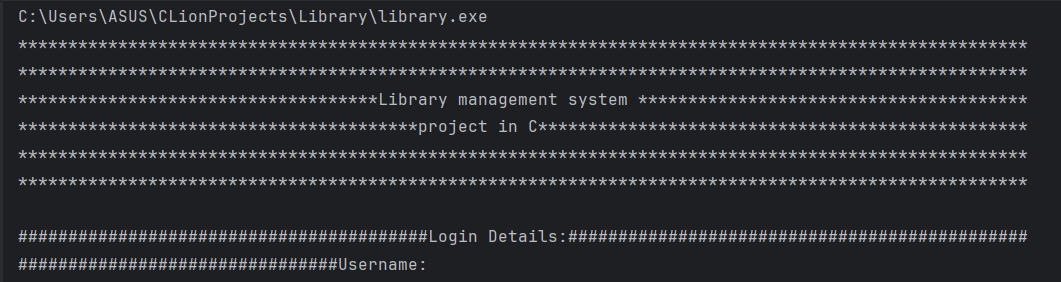 C:\Users\ASUS\CLionProjects\Library\library.exe
*****************************************************************************************************
*****************************************************************************************************
************************************Library management system ***************************************
****************************************project in C*************************************************
*****************************************************************************************************
*****************************************************************************************************
#########################################Login Details:##############################################
################################Username: